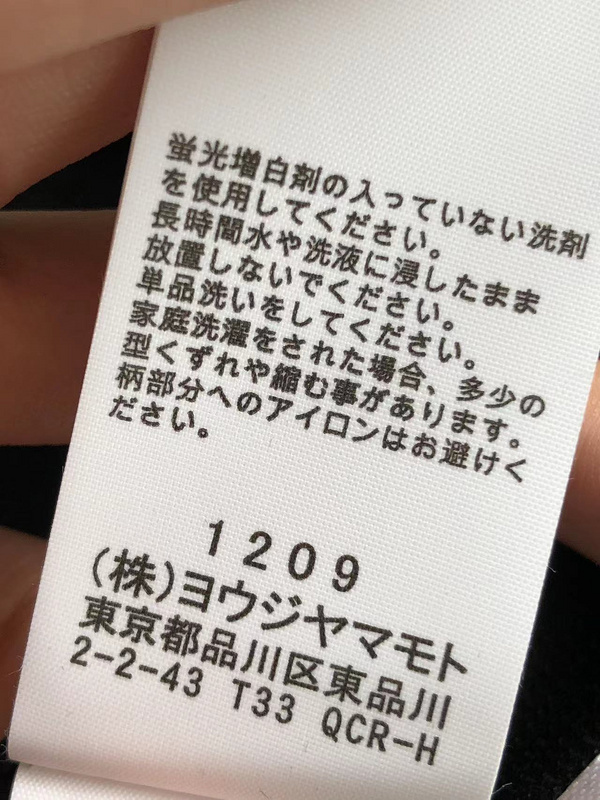 蛍光増白剤の入っていない洗剤
を使用してください。
長時間水や洗液に浸したまま
放置しないでください。
単品洗いをしてください。
家庭洗濯をされた場合、多少の
型くずれや縮む事があります。
柄部分へのアイロンはお避けく
ださい。
1209
(株)ヨウジヤマモト
東京都品川区東品川
2-2-43 T33 QCR-H